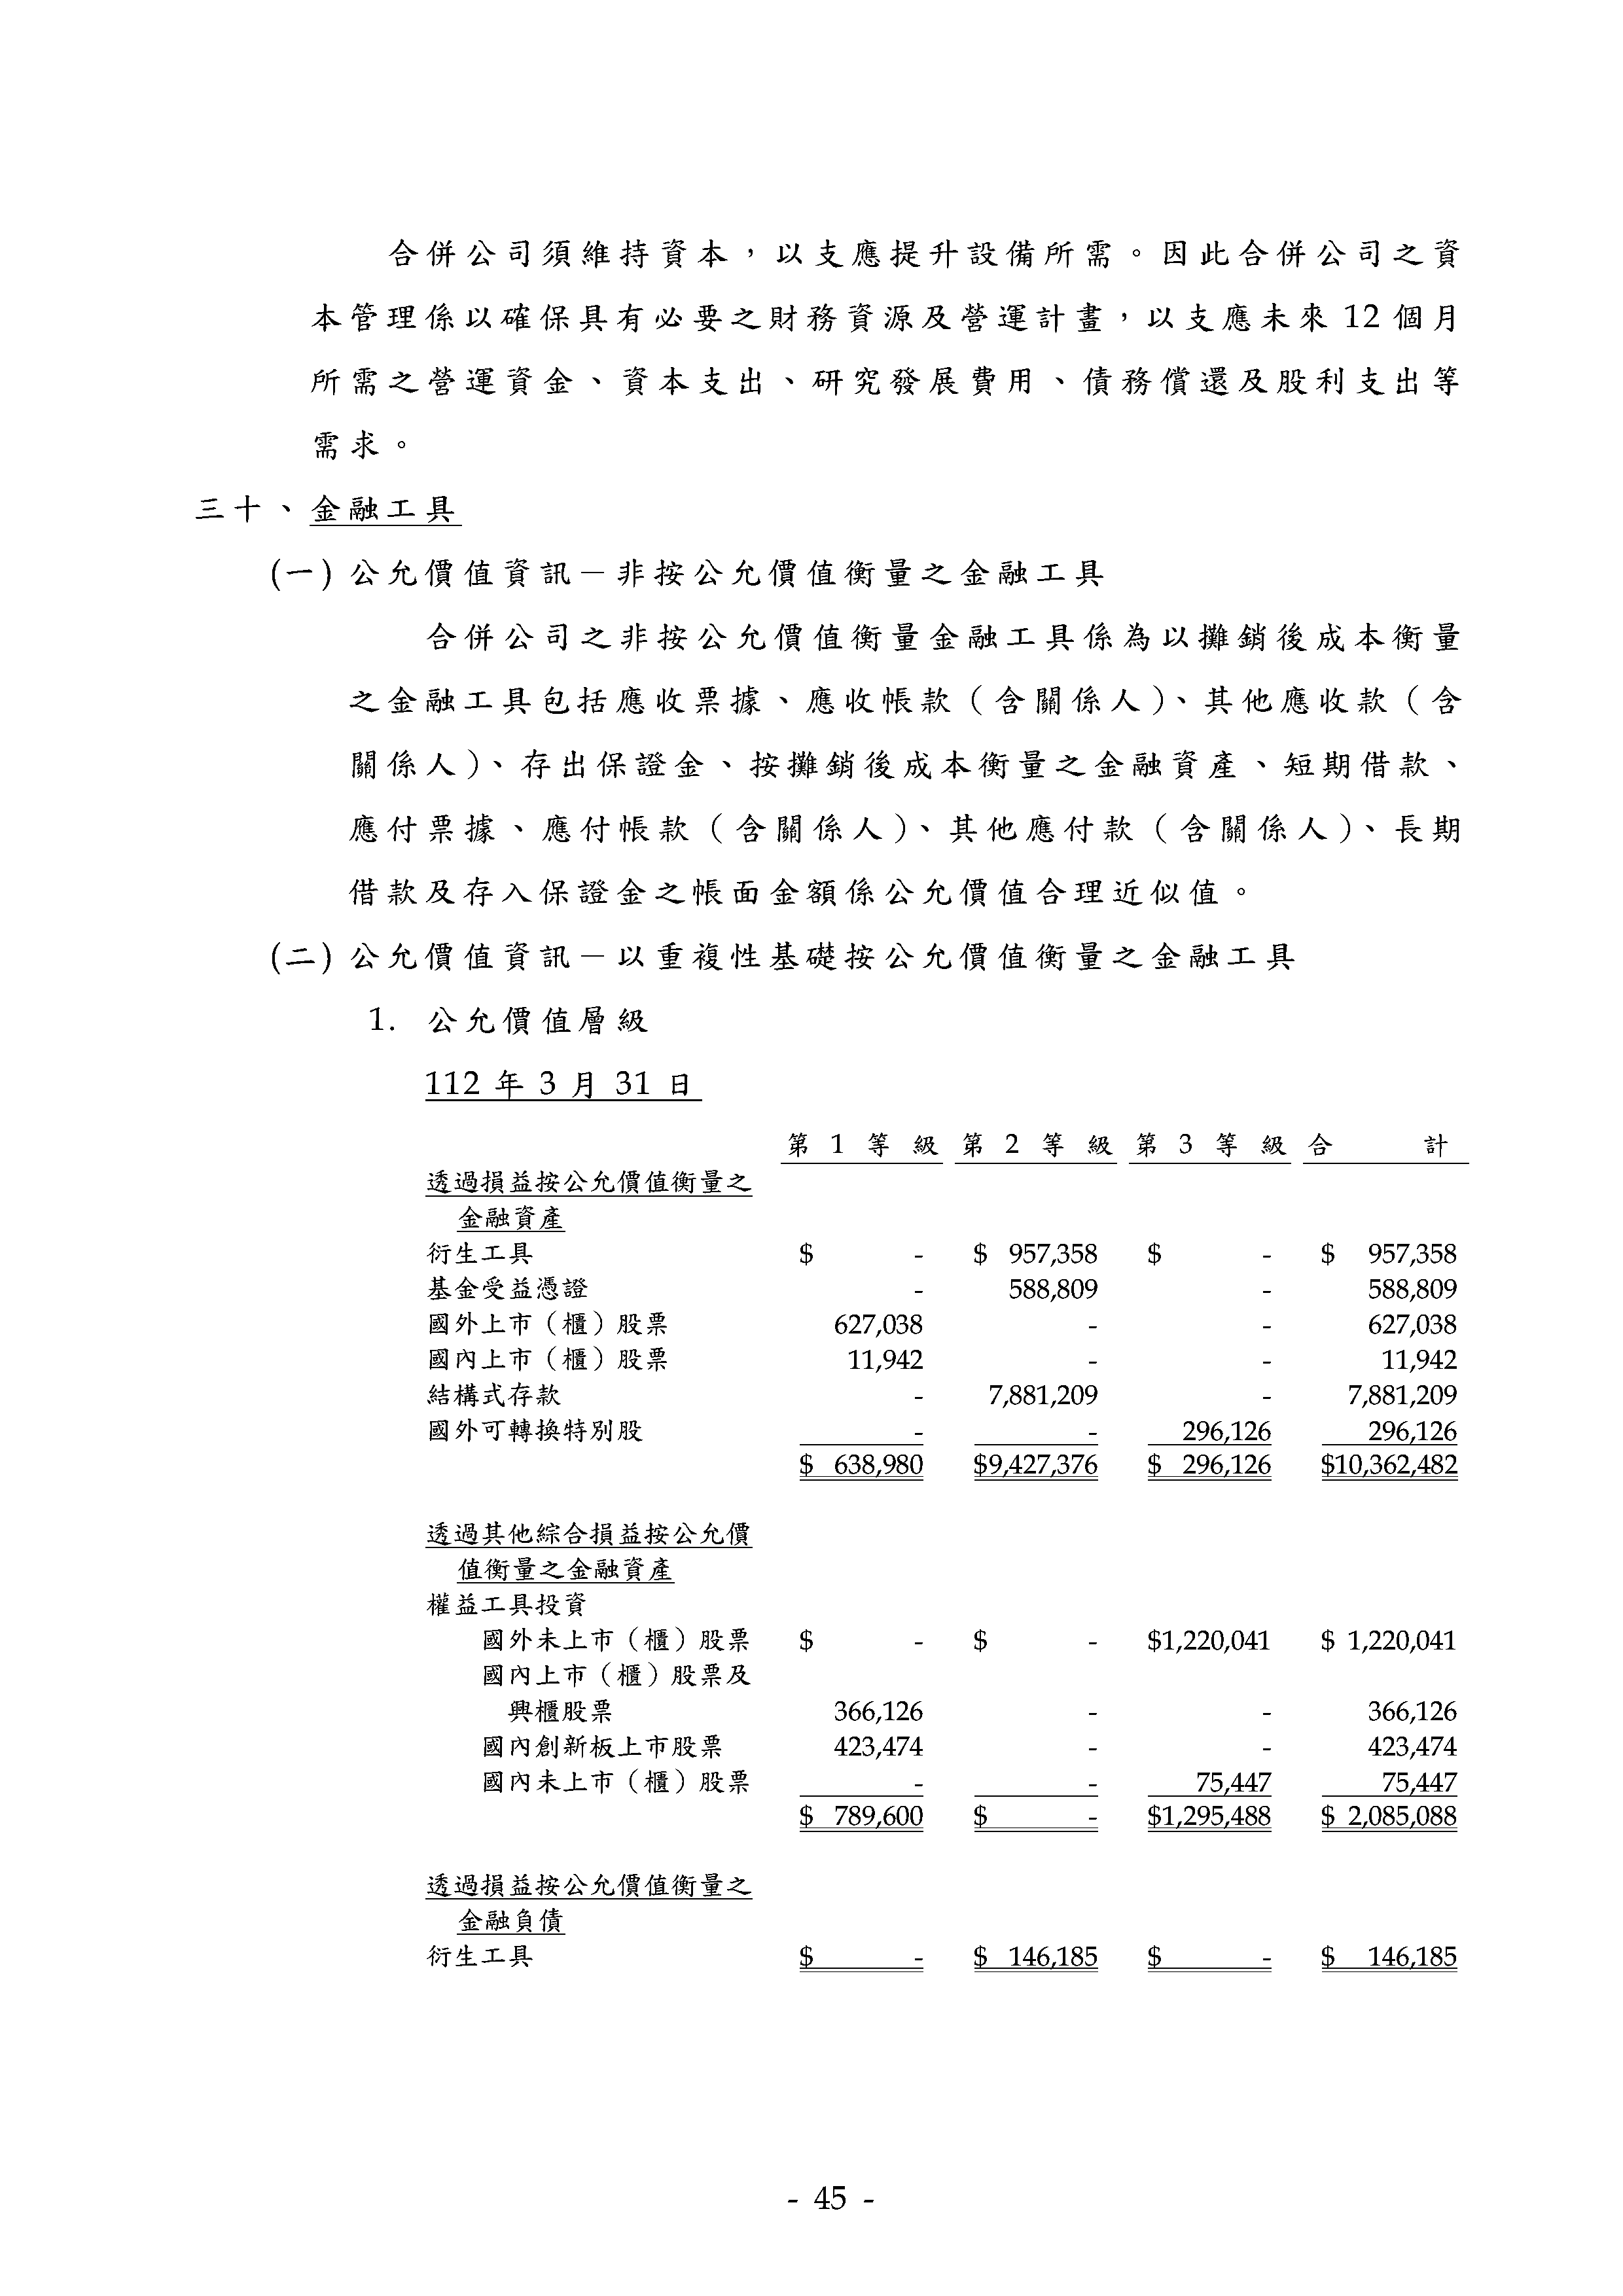 合併公司須維持資本，以支應提升設備所需。因此合併公司之資
本管理係以確保具有必要之財務資源及營運計畫，以支應未來 12 個月
所需之營運資金、資本支出、研究發展費用、債務償還及股利支出等
需求。
三十、金融工具
(一) 公允價值資訊－非按公允價值衡量之金融工具
合併公司之非按公允價值衡量金融工具係為以攤銷後成本衡量
之金融工具包括應收票據、應收帳款（含關係人）、其他應收款（含
關係人）、存出保證金、按攤銷後成本衡量之金融資產、短期借款、
應付票據、應付帳款（含關係人）、其他應付款（含關係人）、長期
借款及存入保證金之帳面金額係公允價值合理近似值。
(二) 公允價值資訊－以重複性基礎按公允價值衡量之金融工具
1. 公允價值層級
112 年 3 月 31 日
第 1 等 級 第 2 等 級 第 3 等 級 合 計
透過損益按公允價值衡量之
金融資產
衍生工具 $ - $ 957,358 $ - $ 957,358
基金受益憑證 - 588,809 - 588,809
國外上市（櫃）股票 627,038 - - 627,038
國內上市（櫃）股票 11,942 - - 11,942
結構式存款 - 7,881,209 - 7,881,209
國外可轉換特別股 - - 296,126 296,126
$ 638,980 $9,427,376 $ 296,126 $10,362,482
透過其他綜合損益按公允價
值衡量之金融資產
權益工具投資
國外未上市（櫃）股票 $ - $ - $1,220,041 $ 1,220,041
國內上市（櫃）股票及
興櫃股票 366,126 - - 366,126
國內創新板上市股票 423,474 - - 423,474
國內未上市（櫃）股票 - - 75,447 75,447
$ 789,600 $ - $1,295,488 $ 2,085,088
透過損益按公允價值衡量之
金融負債
衍生工具 $ - $ 146,185 $ - $ 146,185
- 45 -